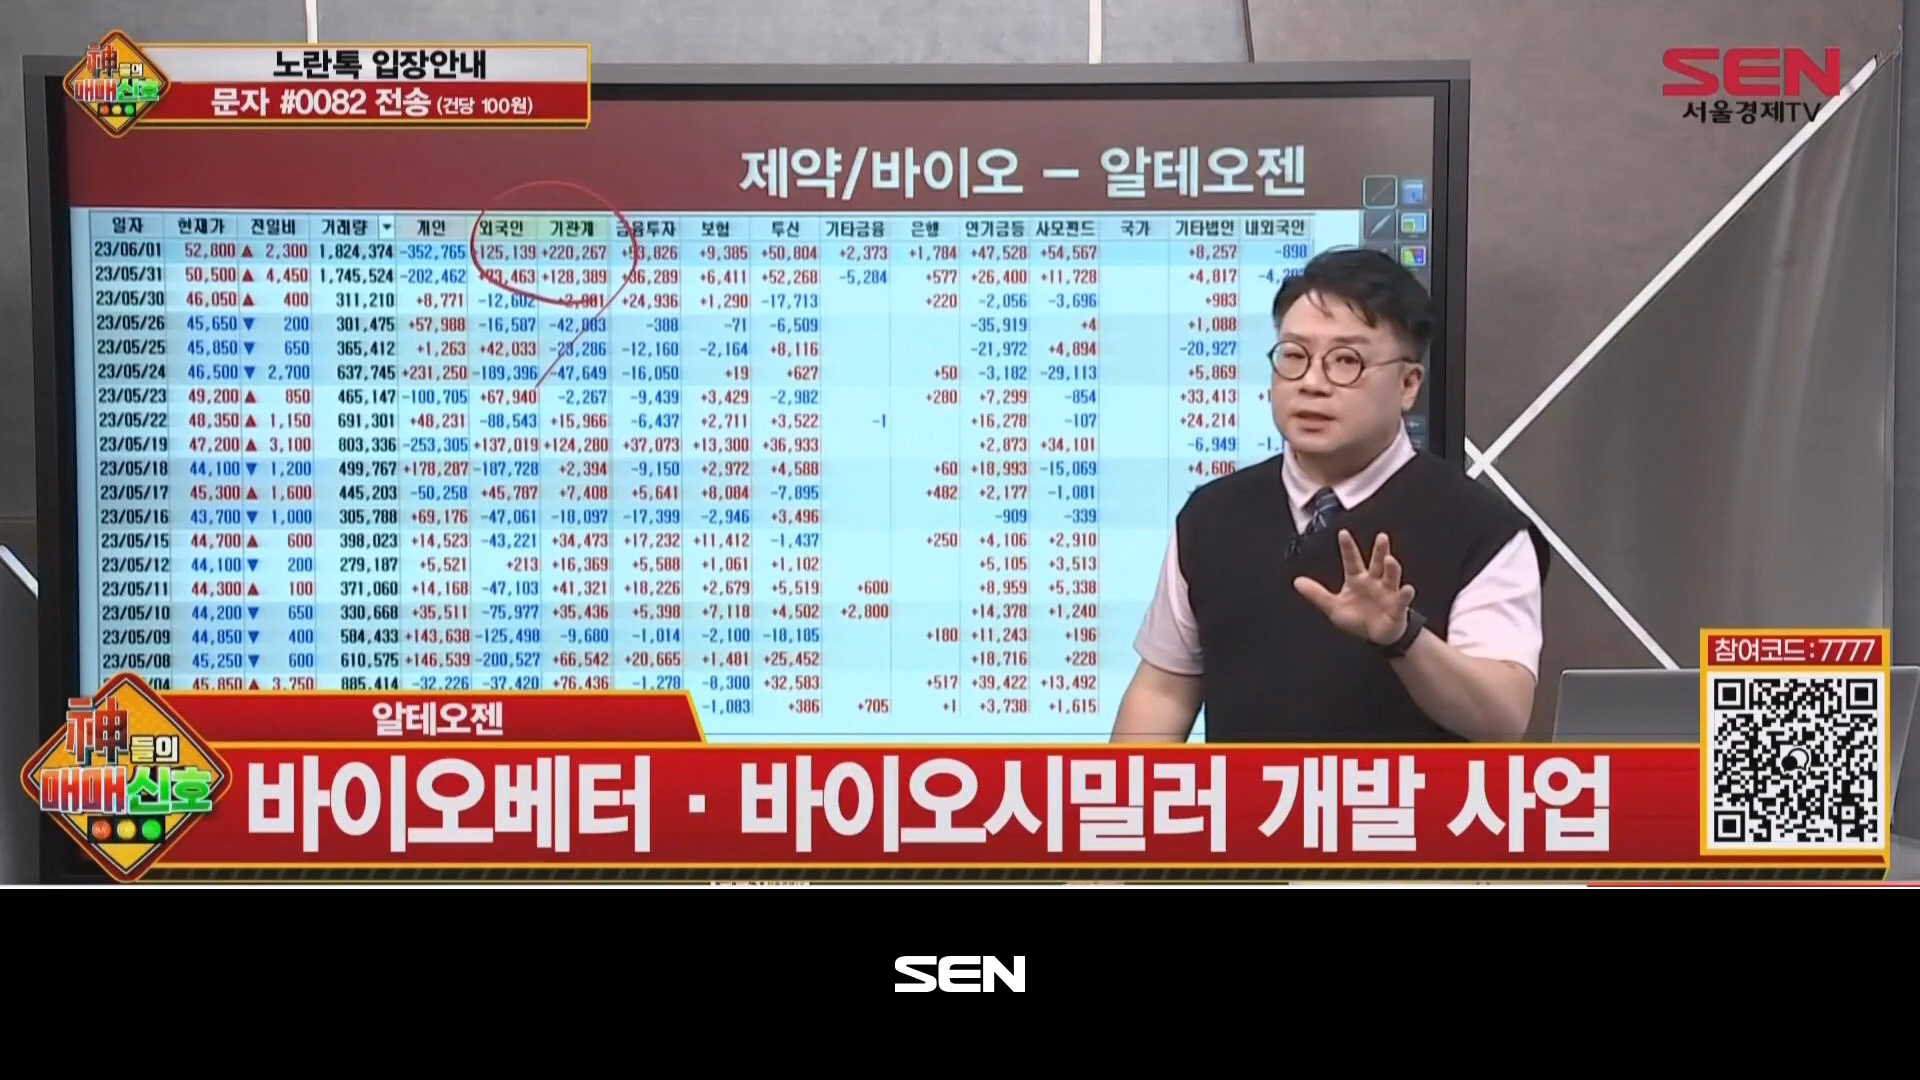 神들의
매매신호
노란톡 입장안내
문자 #0082 전송 (건당 100원)
SEN
서울경제TV
제약/바이오 - 알테오젠
일자 현재가 전일비 거래량 개인 외국인 기관계 금융투자 보험 투신 기타금융 은행 연기금등 사모펀드 국가 기타법인 내외국인
23/06/01 52,800 ▲ 2,300 1,824,374 -352,765 +125,139 +220,267 +53,826 +9,385 +50,804 +2,373 +1,784 +47,528 +54,567 +8,257 -898
23/05/31 50,500 ▲ 4,450 1,745,524 -202,462 +73,463 +128,389 +36,289 +6,411 +52,268 -5,284 +577 +26,400 +11,728 +4,817
23/05/30 46,050 ▲ 400 311,210 +8,771 -12,602 +2,981 +24,936 +1,290 -17,713 +220 -2,056 -3,696 +983
23/05/26 45,650 ▼ 200 301,475 +57,988 -16,587 -42,883 -388 -71 -6,509 -35,919 +4 +1,088
23/05/25 45,850 ▼ 650 365,412 +1,263 +42,033 -23,286 -12,160 -2,164 +8,116 -21,972 +4,894 -20,927
23/05/24 46,500 ▼ 2,700 637,745 +231,250 -189,396 -47,649 -16,050 +19 +627 +50 -3,182 -29,113 +5,869
23/05/23 49,200 ▲ 850 465,147 -100,705 +67,940 -2,267 -9,439 +3,429 -2,982 +280 +7,299 -854 +33,413
23/05/22 48,350 ▲ 1,150 691,301 +48,231 -88,543 +15,966 -6,437 +2,711 +3,522 -1 +16,278 -107 +24,214
23/05/19 47,200 ▲ 3,100 803,336 -253,305 +137,019 +124,280 +37,073 +13,300 +36,933 +2,873 +34,101 -6,949
23/05/18 44,100 ▼ 1,200 499,767 +178,287 -187,728 +2,394 -9,150 +2,972 +4,588 +60 +18,993 -15,069 +4,606
23/05/17 45,300 ▲ 1,600 445,203 -50,258 +45,787 +7,408 +5,641 +8,084 -7,895 +482 +2,177 -1,081
23/05/16 43,700 ▼ 1,000 305,788 +69,176 -47,061 -18,097 -17,399 -2,946 +3,496 -909 -339
23/05/15 44,700 ▲ 600 398,023 +14,523 -43,221 +34,473 +17,232 +11,412 -1,437 +250 +4,106 +2,910
23/05/12 44,100 ▼ 200 279,187 +5,521 +213 +16,369 +5,588 +1,061 +1,102 +5,105 +3,513
23/05/11 44,300 ▲ 100 371,060 +14,168 -47,103 +41,321 +18,226 +2,679 +5,519 +600 +8,959 +5,338
23/05/10 44,200 ▼ 650 330,668 +35,511 -75,977 +35,436 +5,398 +7,118 +4,502 +2,800 +14,378 +1,240
23/05/09 44,850 ▼ 400 584,433 +143,638 -125,498 -9,680 -1,014 -2,100 -18,185 +180 +11,243 +196
23/05/08 45,250 ▼ 600 610,575 +146,539 -200,527 +66,542 +20,665 +1,481 +25,452 +18,716 +228
/04 45,850 ▲ 3,750 885,414 -32,226 -37,420 +76,436 -1,278 -8,300 +32,583 +517 +39,422 +13,492
-1,083 +386 +705 +1 +3,738 +1,615
참여코드:7777
神들의
매매신호
알테오젠
바이오베터 · 바이오시밀러 개발 사업
SEN